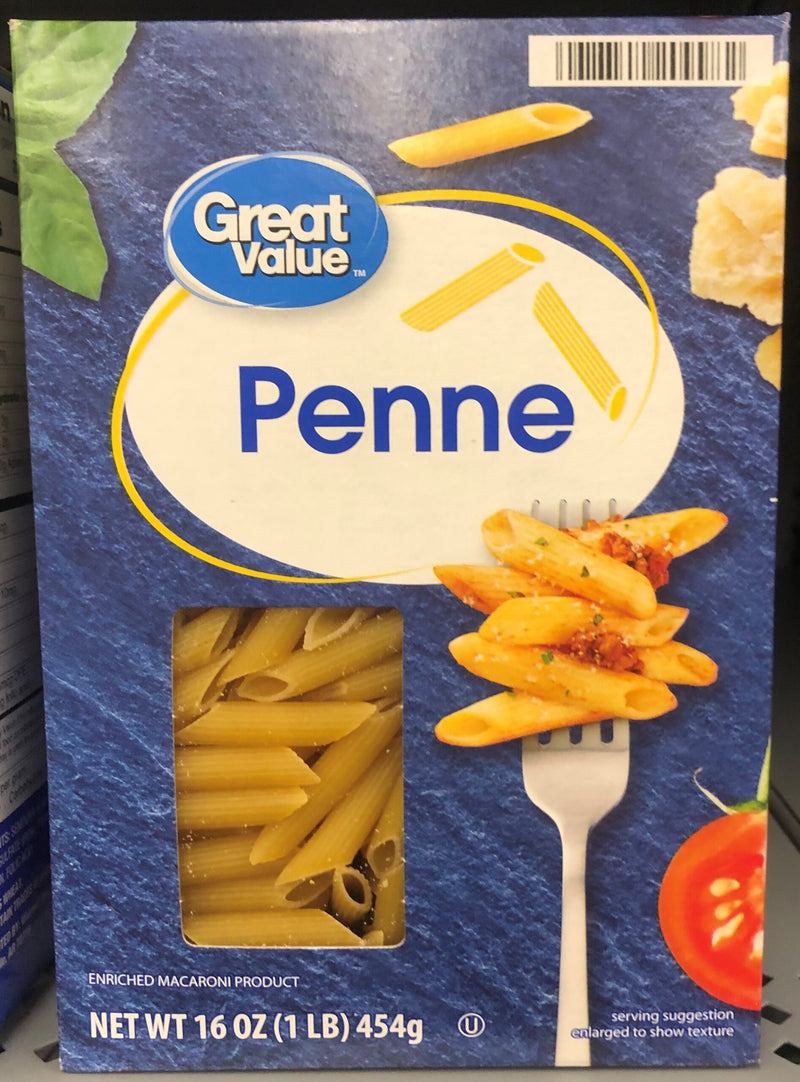 Great
Value
TM
Penne
ENRICHED MACARONI PRODUCT
NET WT 16 OZ (1 LB) 454g
U
serving suggestion
enlarged to show texture